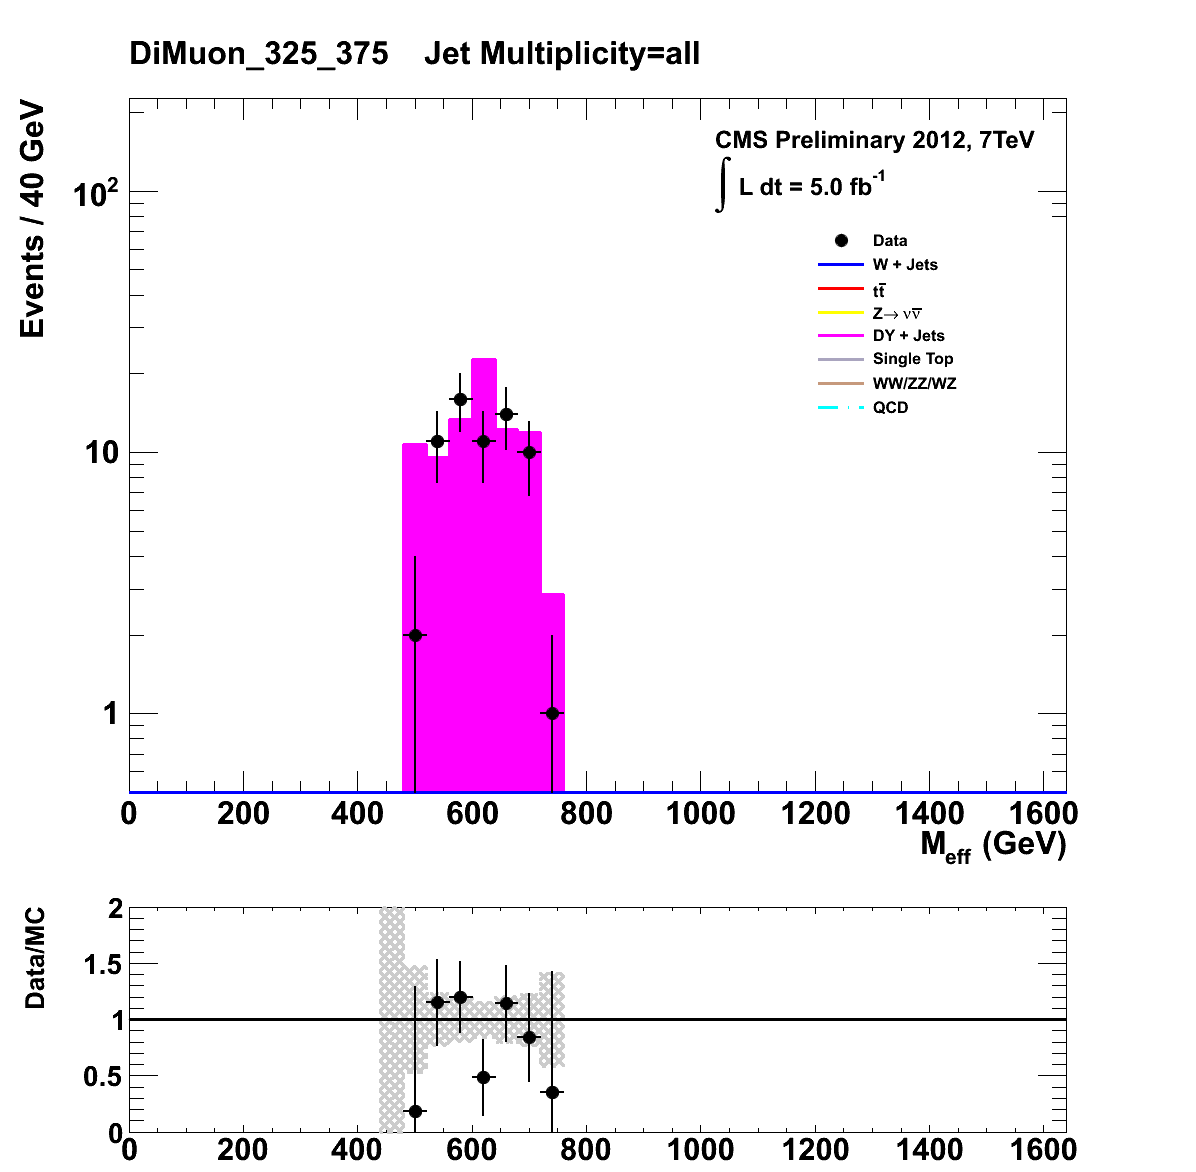 DiMuon_325_375 Jet Multiplicity=all
Events / 40 GeV
CMS Preliminary 2012, 7TeV
∫ L dt = 5.0 fb⁻¹
Data
W + Jets
tt̅
Z→ νν̅
DY + Jets
Single Top
WW/ZZ/WZ
QCD
10²
10
1
0 200 400 600 800 1000 1200 1400 1600
M_eff (GeV)
Data/MC
2
1.5
1
0.5
0
0 200 400 600 800 1000 1200 1400 1600